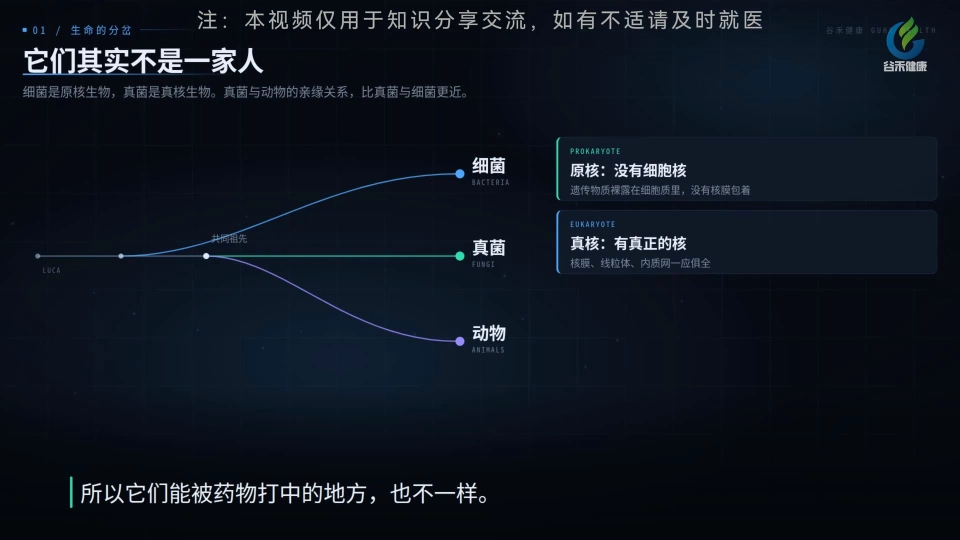 注：本视频仅用于知识分享交流，如有不适请及时就医
01 / 生命的分岔
它们其实不是一家人
细菌是原核生物，真菌是真核生物。真菌与动物的亲缘关系，比真菌与细菌更近。
谷禾健康
谷禾健康
细菌
BACTERIA
共同祖先
真菌
FUNGI
LUCA
动物
ANIMALS
PROKARYOTE
原核：没有细胞核
遗传物质裸露在细胞质里，没有核膜包着
EUKARYOTE
真核：有真正的核
核膜、线粒体、内质网一应俱全
所以它们能被药物打中的地方，也不一样。